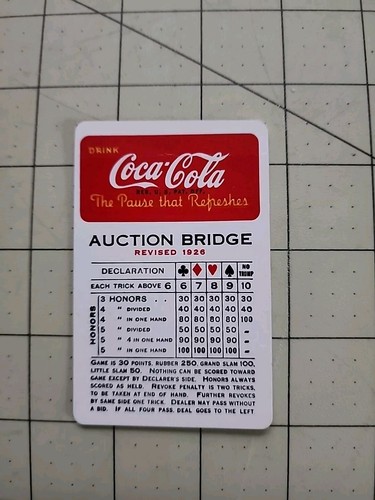 DRINK
Coca-Cola
REG. U. S. PAT. OFF.
The Pause that Refreshes
AUCTION BRIDGE
REVISED 1926
DECLARATION ♣ ♦ ♥ ♠ NO TRUMP
EACH TRICK ABOVE 6 6 7 8 9 10
HONORS
3 HONORS . . 30 30 30 30 30
4 " DIVIDED 40 40 40 40 40
4 " IN ONE HAND 80 80 80 80 100
5 " DIVIDED 50 50 50 50 -
5 " 4 IN ONE HAND 90 90 90 90 -
5 " IN ONE HAND 100 100 100 100 -
GAME IS 30 POINTS, RUBBER 250, GRAND SLAM 100,
LITTLE SLAM 50. NOTHING CAN BE SCORED TOWARD
GAME EXCEPT BY DECLARER'S SIDE. HONORS ALWAYS
SCORED AS HELD. REVOKE PENALTY IS TWO TRICKS,
TO BE TAKEN AT END OF HAND. FURTHER REVOKES
BY SAME SIDE ONE TRICK. DEALER MAY PASS WITHOUT
A BID. IF ALL FOUR PASS, DEAL GOES TO THE LEFT